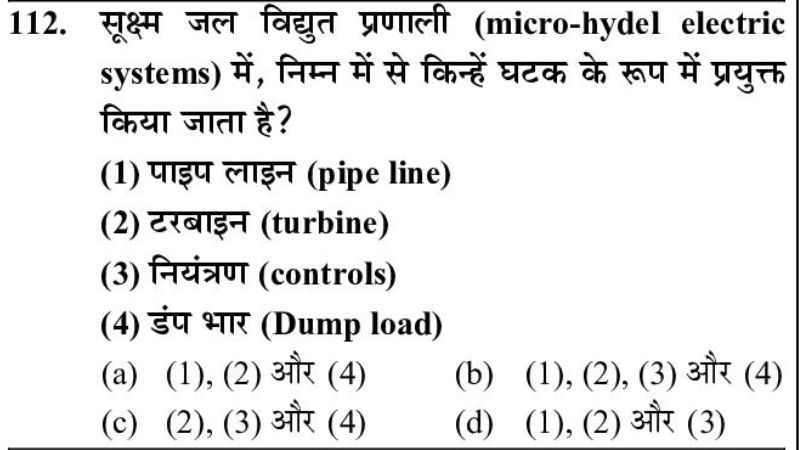 112. सूक्ष्म जल विद्युत प्रणाली (micro-hydel electric
systems) में, निम्न में से किन्हें घटक के रूप में प्रयुक्त
किया जाता है?
(1) पाइप लाइन (pipe line)
(2) टरबाइन (turbine)
(3) नियंत्रण (controls)
(4) डंप भार (Dump load)
(a) (1), (2) और (4) (b) (1), (2), (3) और (4)
(c) (2), (3) और (4) (d) (1), (2) और (3)